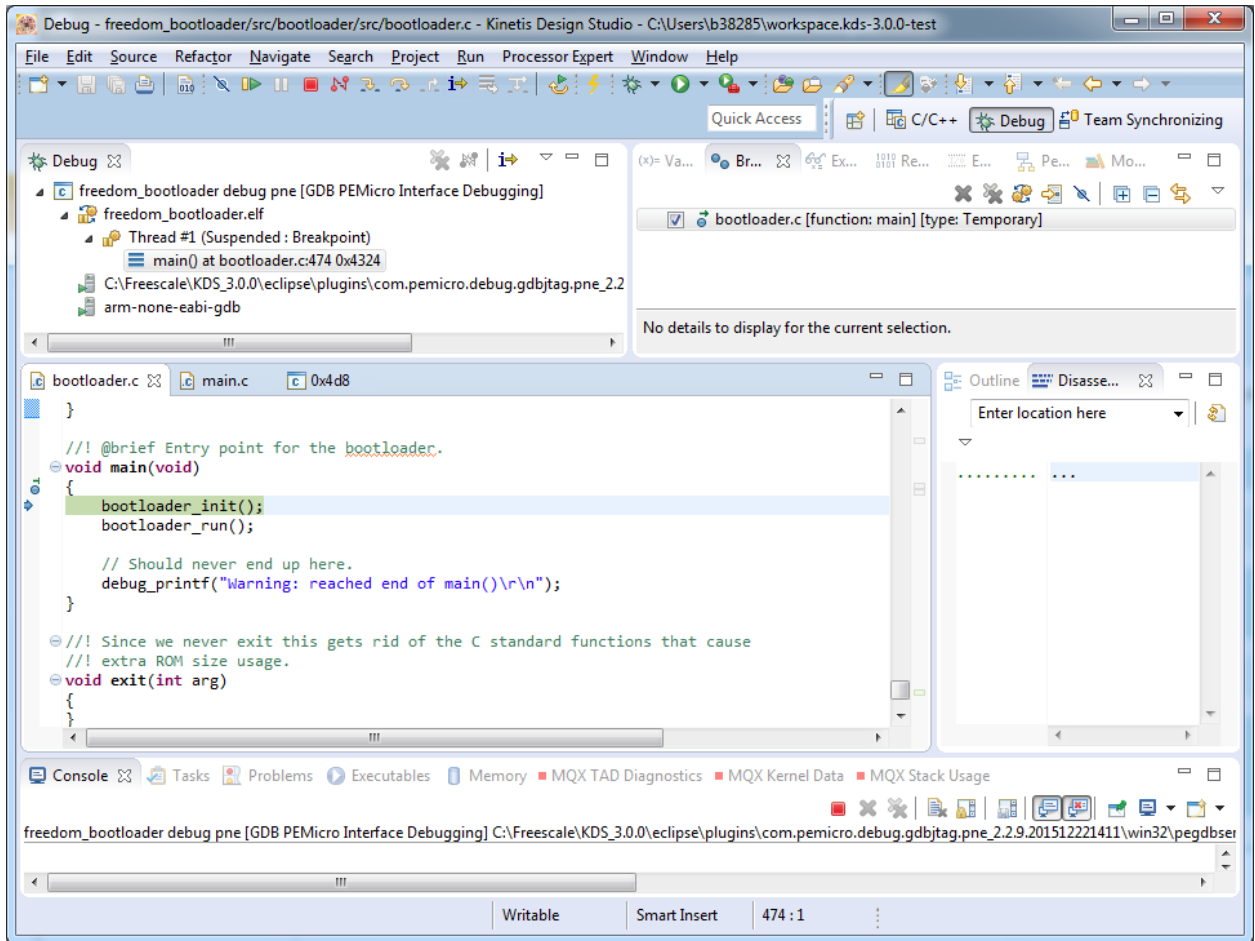 Debug - freedom_bootloader/src/bootloader/src/bootloader.c - Kinetis Design Studio - C:\Users\b38285\workspace.kds-3.0.0-test
File Edit Source Refactor Navigate Search Project Run Processor Expert Window Help
Quick Access C/C++ Debug Team Synchronizing
Debug
(x)= Va... Br... Ex... Re... E... Pe... Mo...
freedom_bootloader debug pne [GDB PEMicro Interface Debugging]
freedom_bootloader.elf
Thread #1 (Suspended : Breakpoint)
main() at bootloader.c:474 0x4324
C:\Freescale\KDS_3.0.0\eclipse\plugins\com.pemicro.debug.gdbjtag.pne_2.2
arm-none-eabi-gdb
bootloader.c [function: main] [type: Temporary]
No details to display for the current selection.
bootloader.c main.c 0x4d8
}
//! @brief Entry point for the bootloader.
void main(void)
{
bootloader_init();
bootloader_run();
// Should never end up here.
debug_printf("Warning: reached end of main()\r\n");
}
//! Since we never exit this gets rid of the C standard functions that cause
//! extra ROM size usage.
void exit(int arg)
{
}
Outline Disasse...
Enter location here
......... ...
Console Tasks Problems Executables Memory MQX TAD Diagnostics MQX Kernel Data MQX Stack Usage
freedom_bootloader debug pne [GDB PEMicro Interface Debugging] C:\Freescale\KDS_3.0.0\eclipse\plugins\com.pemicro.debug.gdbjtag.pne_2.2.9.201512221411\win32\pegdbser
Writable Smart Insert 474 : 1